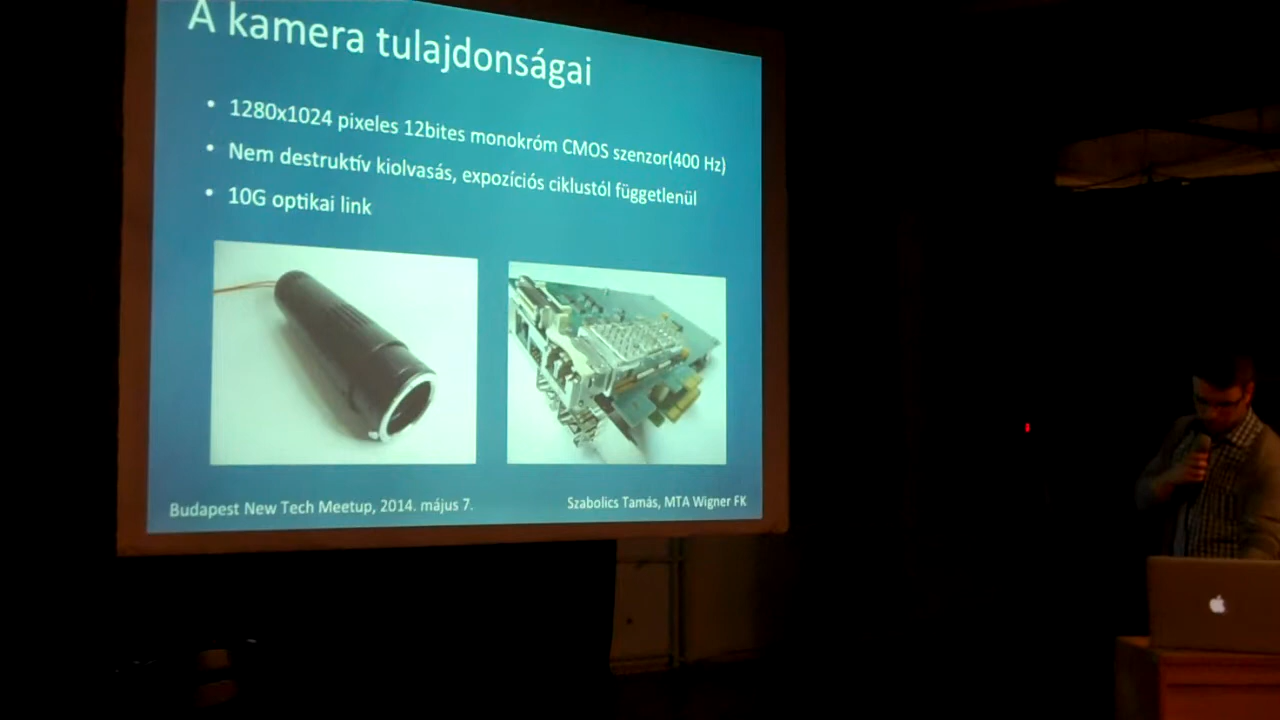 A kamera tulajdonságai
• 1280x1024 pixeles 12bites monokróm CMOS szenzor(400 Hz)
• Nem destruktív kiolvasás, expozíciós ciklustól függetlenül
• 10G optikai link
Budapest New Tech Meetup, 2014. május 7.
Szabolics Tamás, MTA Wigner FK